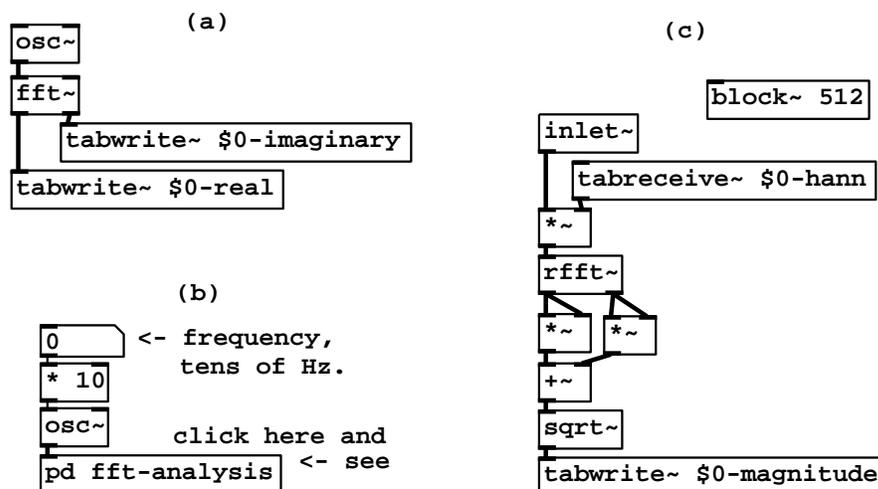 (a)
osc~
fft~
tabwrite~ $0-imaginary
tabwrite~ $0-real
(b)
0
<- frequency,
tens of Hz.
* 10
osc~
click here and
<- see
pd fft-analysis
(c)
block~ 512
inlet~
tabreceive~ $0-hann
*~
rfft~
*~ *~
+~
sqrt~
tabwrite~ $0-magnitude